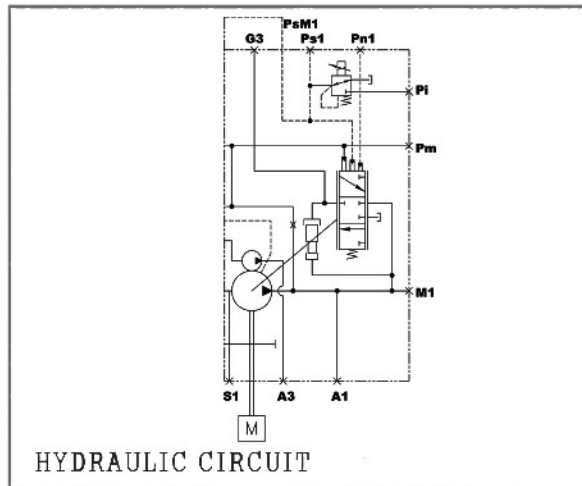 PsM1
G3 Ps1 Pn1
Pi
Pm
M1
S1 A3 A1
M
HYDRAULIC CIRCUIT